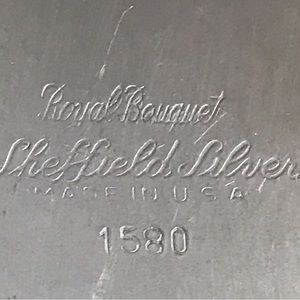 Royal Bouquet
Sheffield Silver
MADE IN U.S.A.
1580